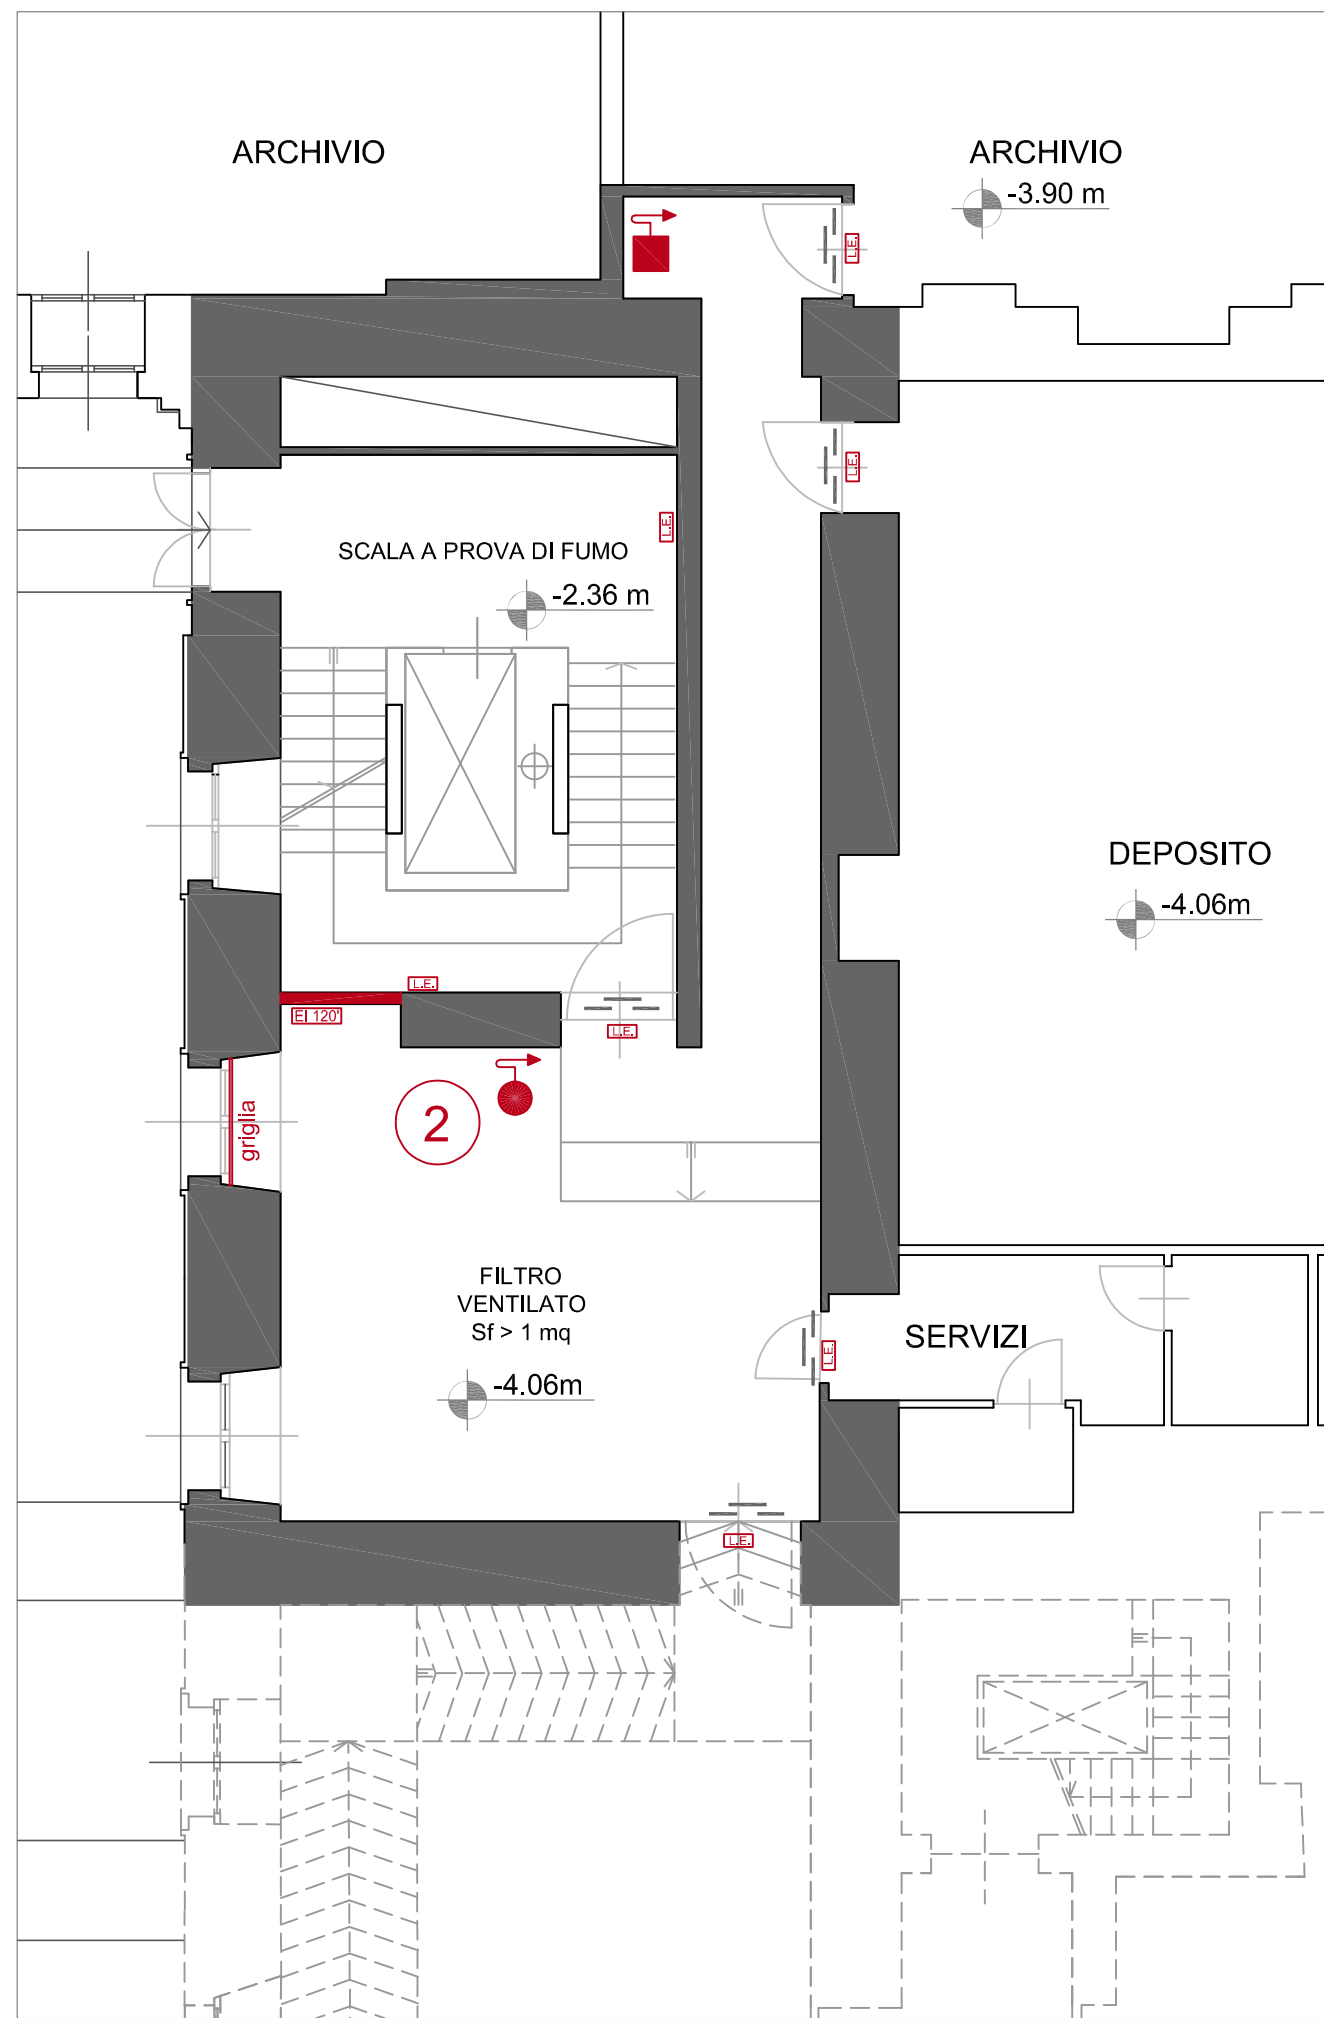 ARCHIVIO
ARCHIVIO
-3.90 m
L.E.
L.E.
L.E.
SCALA A PROVA DI FUMO
-2.36 m
DEPOSITO
-4.06m
L.E.
EI 120'
L.E.
2
griglia
FILTRO
VENTILATO
Sf > 1 mq
-4.06m
SERVIZI
L.E.
L.E.